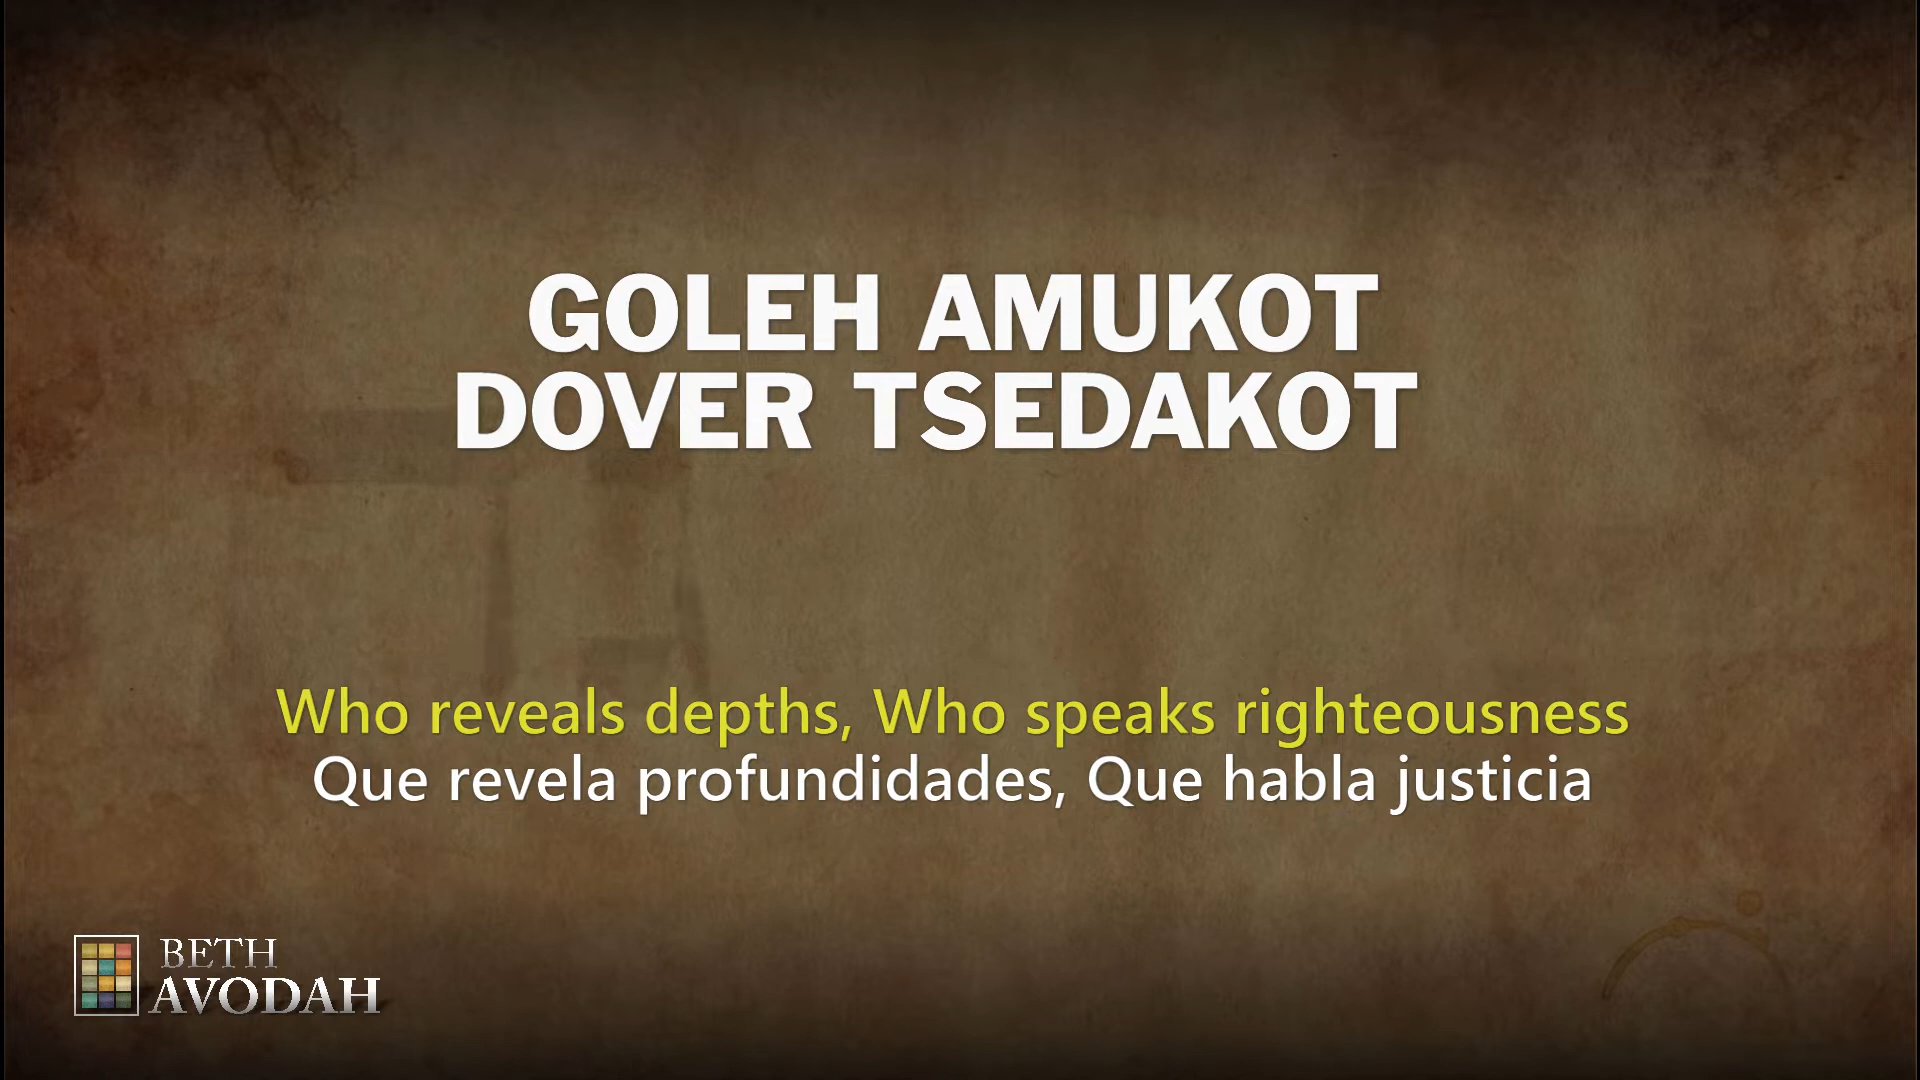 GOLEH AMUKOT
DOVER TSEDAKOT
Who reveals depths, Who speaks righteousness
Que revela profundidades, Que habla justicia
BETH
AVODAH